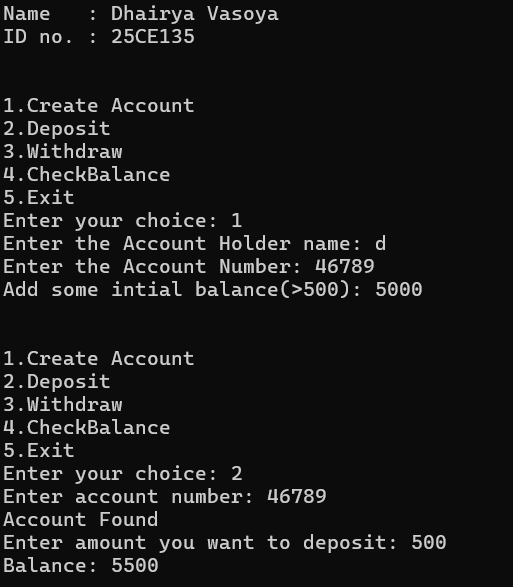 Name   : Dhairya Vasoya
ID no. : 25CE135
1.Create Account
2.Deposit
3.Withdraw
4.CheckBalance
5.Exit
Enter your choice: 1
Enter the Account Holder name: d
Enter the Account Number: 46789
Add some intial balance(>500): 5000
1.Create Account
2.Deposit
3.Withdraw
4.CheckBalance
5.Exit
Enter your choice: 2
Enter account number: 46789
Account Found
Enter amount you want to deposit: 500
Balance: 5500